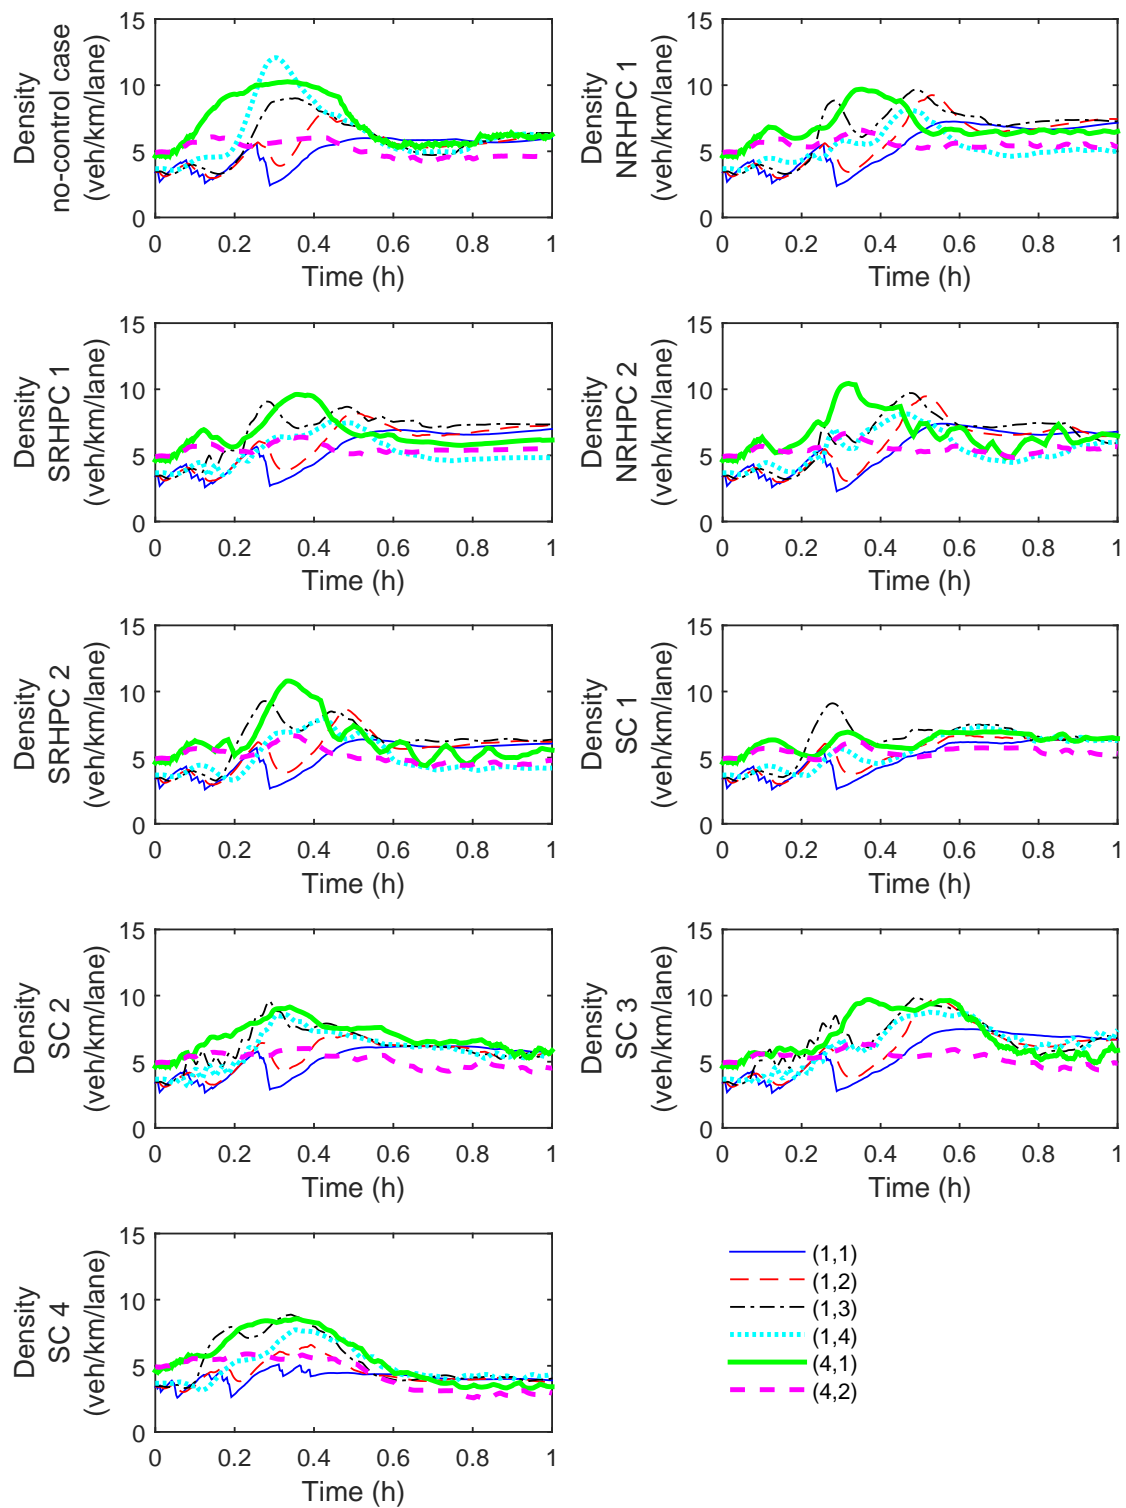 Density
no-control case
(veh/km/lane)
15
10
5
0
0 0.2 0.4 0.6 0.8 1
Time (h)
Density
NRHPC 1
(veh/km/lane)
15
10
5
0
0 0.2 0.4 0.6 0.8 1
Time (h)
Density
SRHPC 1
(veh/km/lane)
15
10
5
0
0 0.2 0.4 0.6 0.8 1
Time (h)
Density
NRHPC 2
(veh/km/lane)
15
10
5
0
0 0.2 0.4 0.6 0.8 1
Time (h)
Density
SRHPC 2
(veh/km/lane)
15
10
5
0
0 0.2 0.4 0.6 0.8 1
Time (h)
Density
SC 1
(veh/km/lane)
15
10
5
0
0 0.2 0.4 0.6 0.8 1
Time (h)
Density
SC 2
(veh/km/lane)
15
10
5
0
0 0.2 0.4 0.6 0.8 1
Time (h)
Density
SC 3
(veh/km/lane)
15
10
5
0
0 0.2 0.4 0.6 0.8 1
Time (h)
Density
SC 4
(veh/km/lane)
15
10
5
0
0 0.2 0.4 0.6 0.8 1
Time (h)
(1,1)
(1,2)
(1,3)
(1,4)
(4,1)
(4,2)